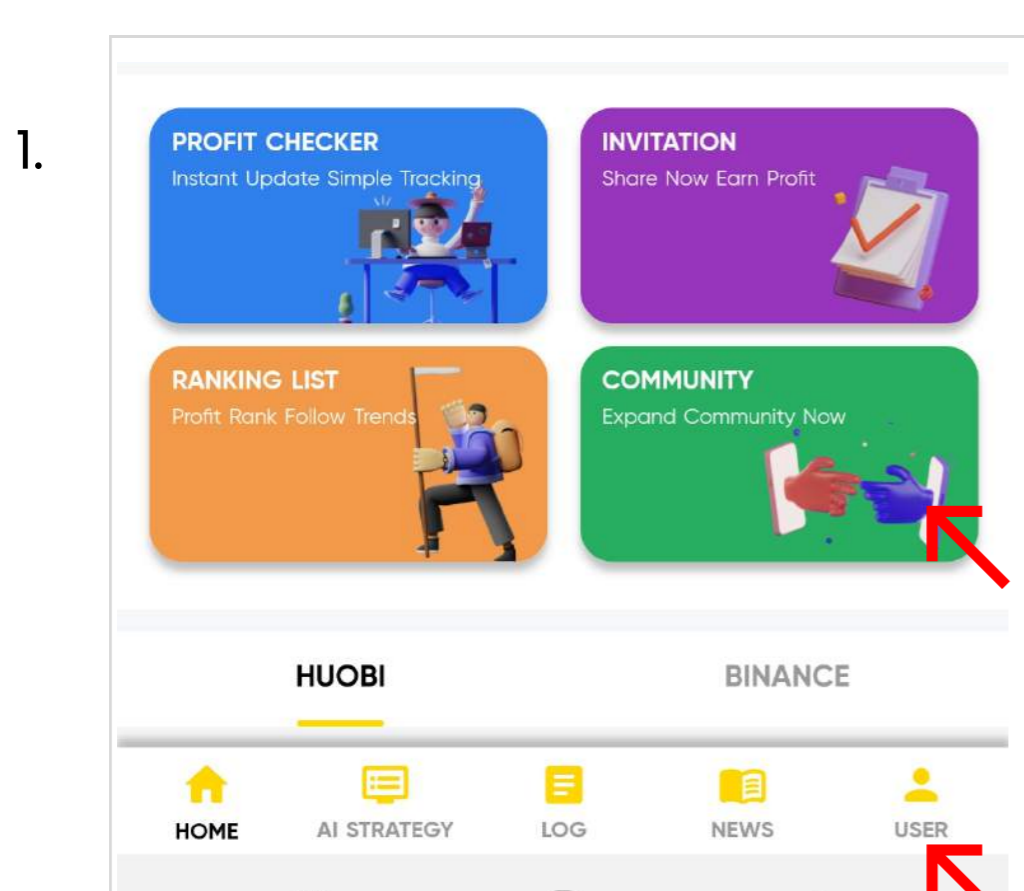 1.
PROFIT CHECKER
Instant Update Simple Tracking
INVITATION
Share Now Earn Profit
RANKING LIST
Profit Rank Follow Trends
COMMUNITY
Expand Community Now
HUOBI
BINANCE
HOME
AI STRATEGY
LOG
NEWS
USER